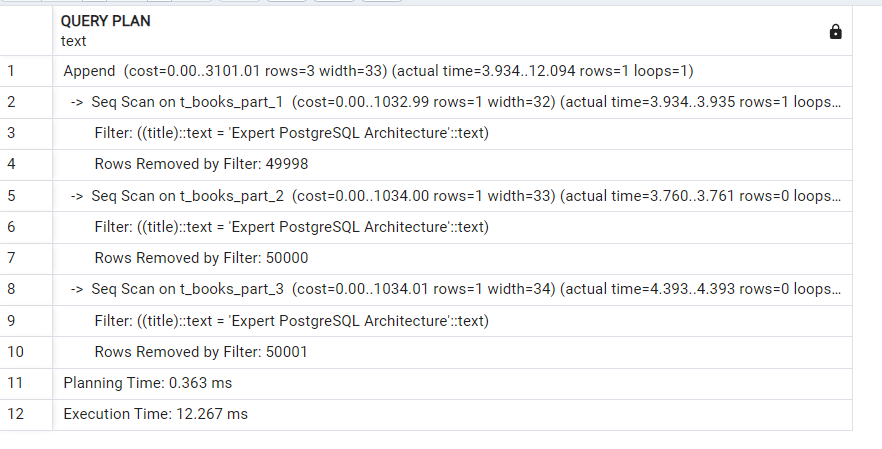 QUERY PLAN
text
1 Append (cost=0.00..3101.01 rows=3 width=33) (actual time=3.934..12.094 rows=1 loops=1)
2 -> Seq Scan on t_books_part_1 (cost=0.00..1032.99 rows=1 width=32) (actual time=3.934..3.935 rows=1 loops...
3 Filter: ((title)::text = 'Expert PostgreSQL Architecture'::text)
4 Rows Removed by Filter: 49998
5 -> Seq Scan on t_books_part_2 (cost=0.00..1034.00 rows=1 width=33) (actual time=3.760..3.761 rows=0 loops...
6 Filter: ((title)::text = 'Expert PostgreSQL Architecture'::text)
7 Rows Removed by Filter: 50000
8 -> Seq Scan on t_books_part_3 (cost=0.00..1034.01 rows=1 width=34) (actual time=4.393..4.393 rows=0 loops...
9 Filter: ((title)::text = 'Expert PostgreSQL Architecture'::text)
10 Rows Removed by Filter: 50001
11 Planning Time: 0.363 ms
12 Execution Time: 12.267 ms